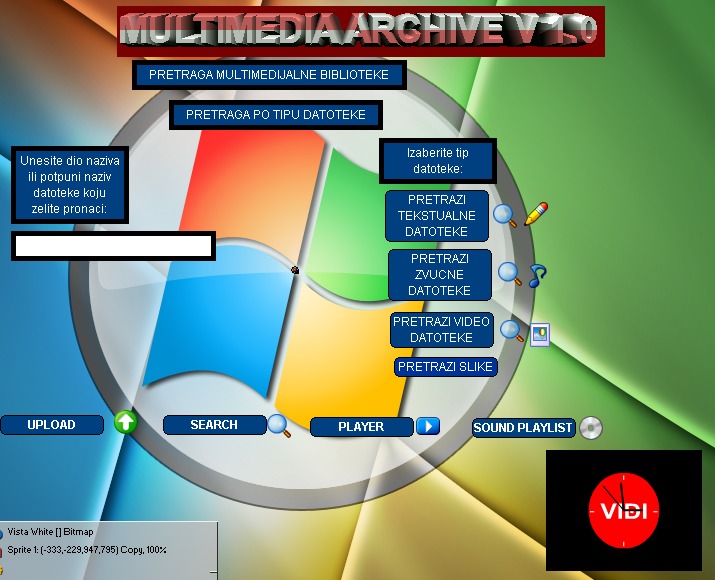 MULTIMEDIA ARCHIVE V 1.0
PRETRAGA MULTIMEDIJALNE BIBLIOTEKE
PRETRAGA PO TIPU DATOTEKE
Unesite dio naziva
ili potpuni naziv
datoteke koju
zelite pronaci:
Izaberite tip
datoteke:
PRETRAZI
TEKSTUALNE
DATOTEKE
PRETRAZI
ZVUCNE
DATOTEKE
PRETRAZI VIDEO
DATOTEKE
PRETRAZI SLIKE
UPLOAD
SEARCH
PLAYER
SOUND PLAYLIST
VIDI
Vista White [] Bitmap
Sprite 1: (-333,-229,947,795) Copy, 100%